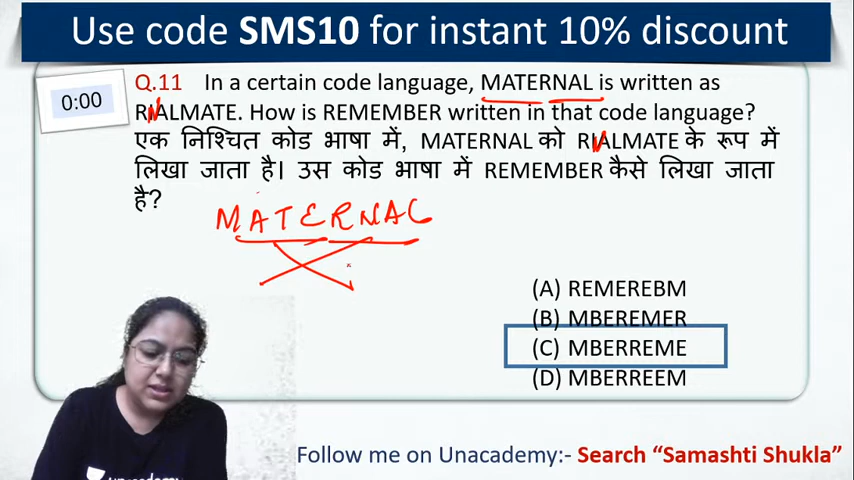 Use code SMS10 for instant 10% discount
0:00
Q.11 In a certain code language, MATERNAL is written as
RNALMATE. How is REMEMBER written in that code language?
एक निश्चित कोड भाषा में, MATERNAL को RNALMATE के रूप में
लिखा जाता है। उस कोड भाषा में REMEMBER कैसे लिखा जाता
है?
MATERNAL
(A) REMEREBM
(B) MBEREMER
(C) MBERREME
(D) MBERREEM
unacademy
Follow me on Unacademy:- Search “Samashti Shukla”